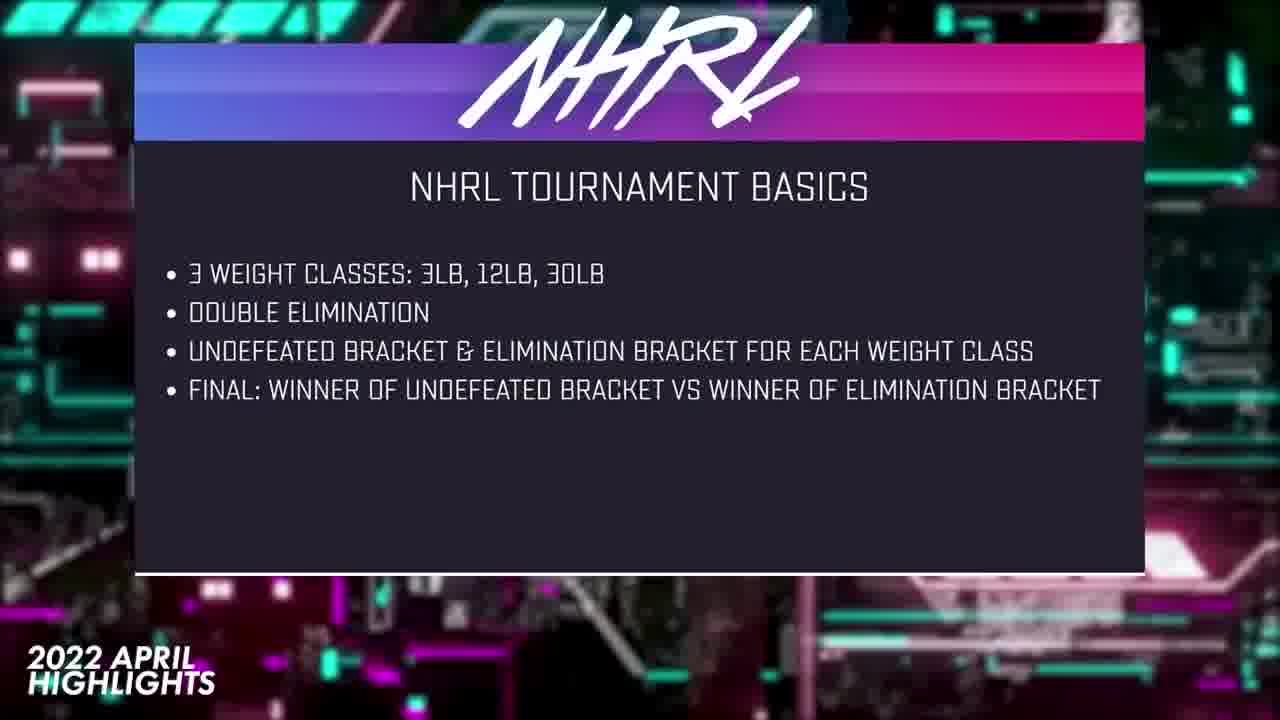 NHRL
NHRL TOURNAMENT BASICS
• 3 WEIGHT CLASSES: 3LB, 12LB, 30LB
• DOUBLE ELIMINATION
• UNDEFEATED BRACKET & ELIMINATION BRACKET FOR EACH WEIGHT CLASS
• FINAL: WINNER OF UNDEFEATED BRACKET VS WINNER OF ELIMINATION BRACKET
2022 APRIL
HIGHLIGHTS